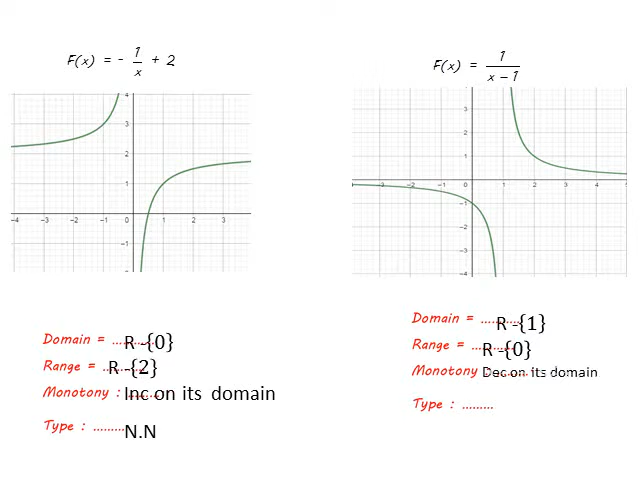 F(x) = - 1/x + 2
4
3
2
1
0
−1
−4 −3 −2 −1 0 1 2 3
Domain = ........... R -{0}
Range = ........... R -{2}
Monotony : ........... Inc on its domain
Type : ......... N.N
F(x) = 1/(x – 1)
3
2
1
0
−1
−2
−3
−4
−3 −2 −1 0 1 2 3 4 5
Domain = ........... R -{1}
Range = ........... R -{0}
Monotony ........... Dec on its domain
Type : .........